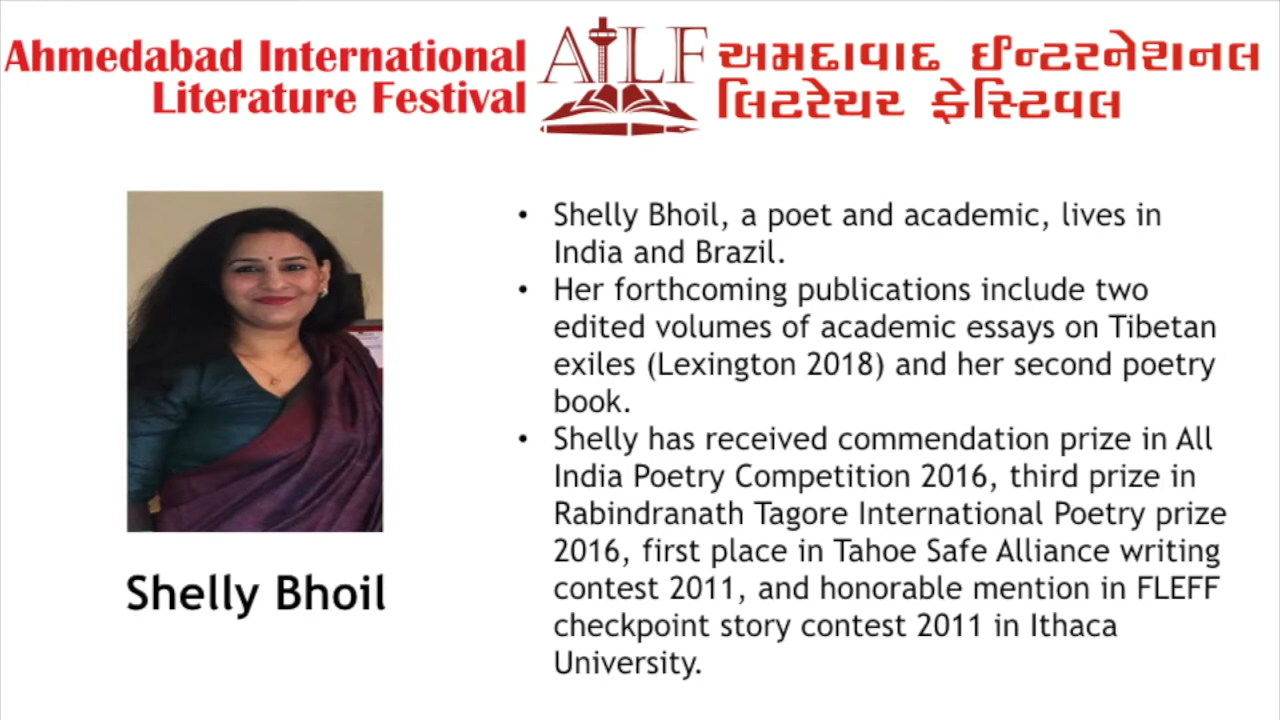 Ahmedabad International
Literature Festival
AILF
અમદાવાદ ઈન્ટરનેશનલ
લિટરેચર ફેસ્ટિવલ
• Shelly Bhoil, a poet and academic, lives in
India and Brazil.
• Her forthcoming publications include two
edited volumes of academic essays on Tibetan
exiles (Lexington 2018) and her second poetry
book.
• Shelly has received commendation prize in All
India Poetry Competition 2016, third prize in
Rabindranath Tagore International Poetry prize
2016, first place in Tahoe Safe Alliance writing
contest 2011, and honorable mention in FLEFF
checkpoint story contest 2011 in Ithaca
University.
Shelly Bhoil